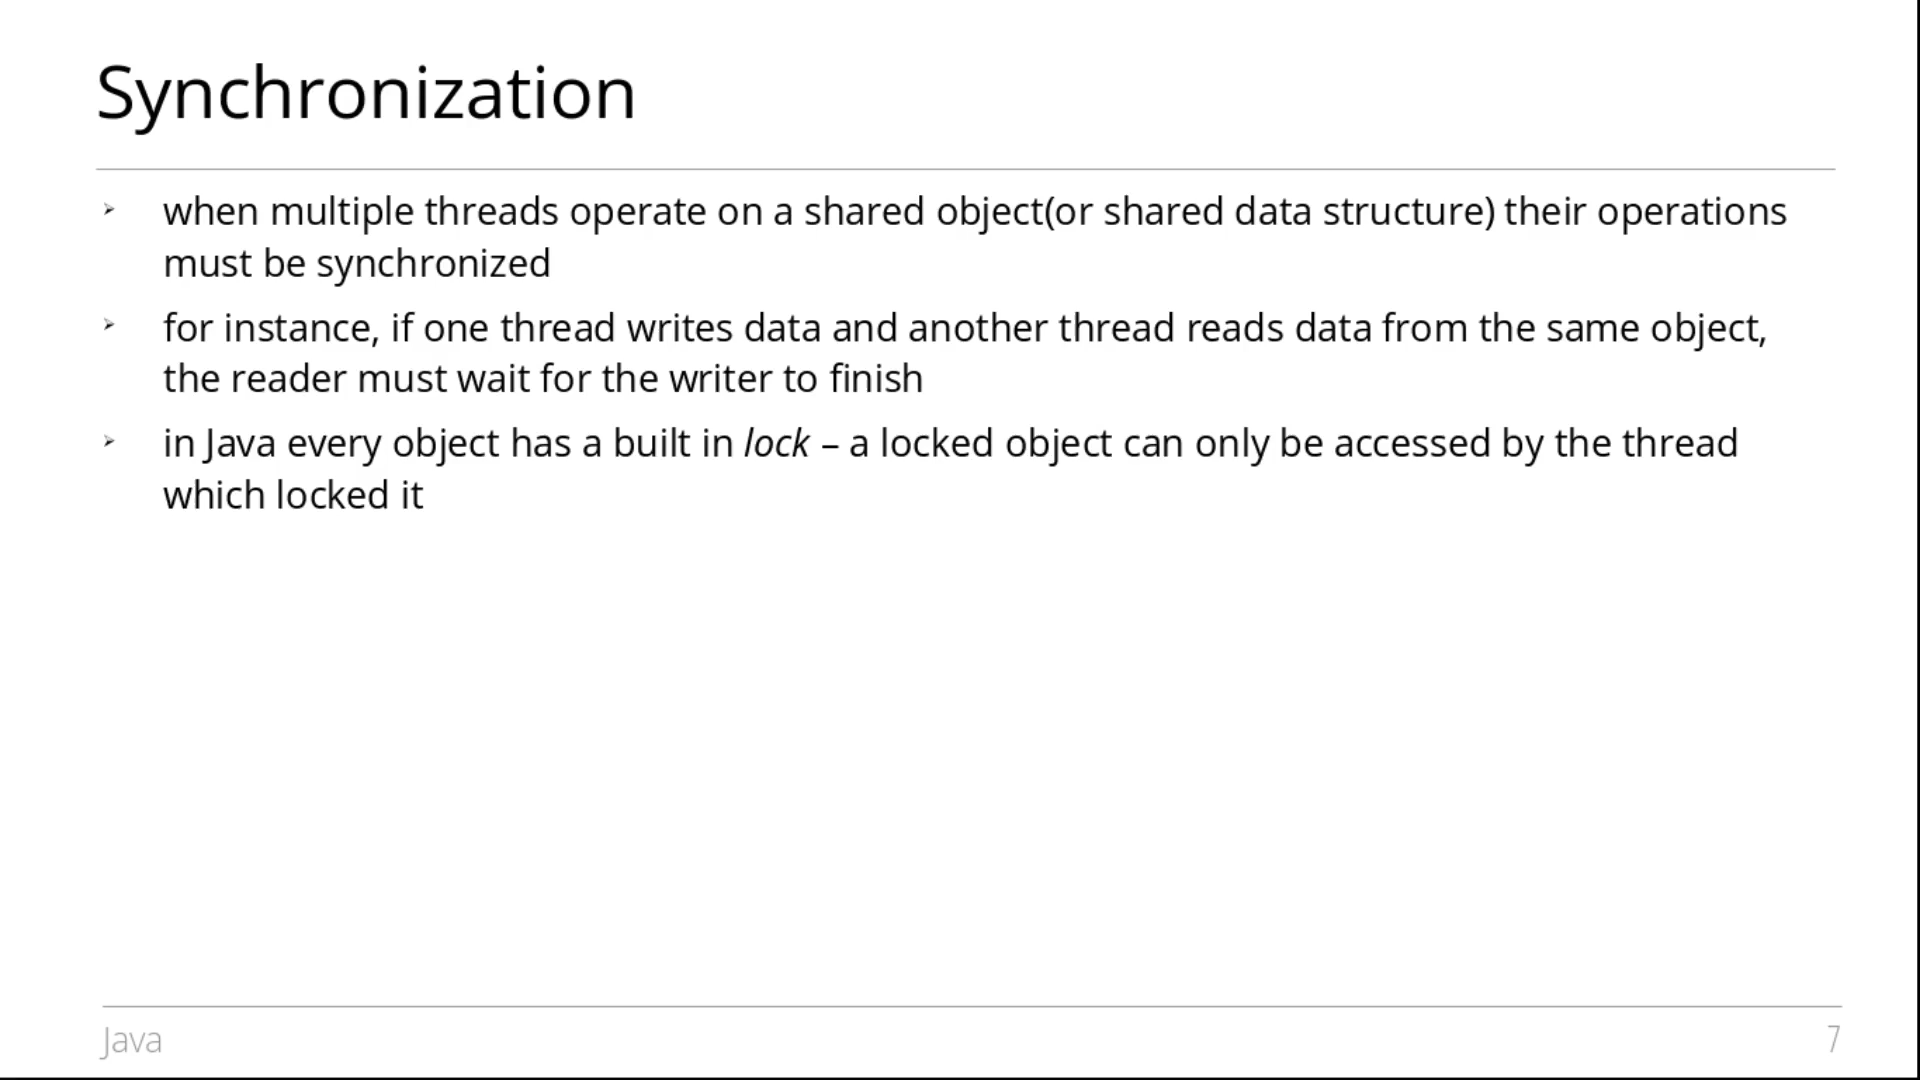 Synchronization
when multiple threads operate on a shared object(or shared data structure) their operations
must be synchronized
for instance, if one thread writes data and another thread reads data from the same object,
the reader must wait for the writer to finish
in Java every object has a built in lock – a locked object can only be accessed by the thread
which locked it
Java
7